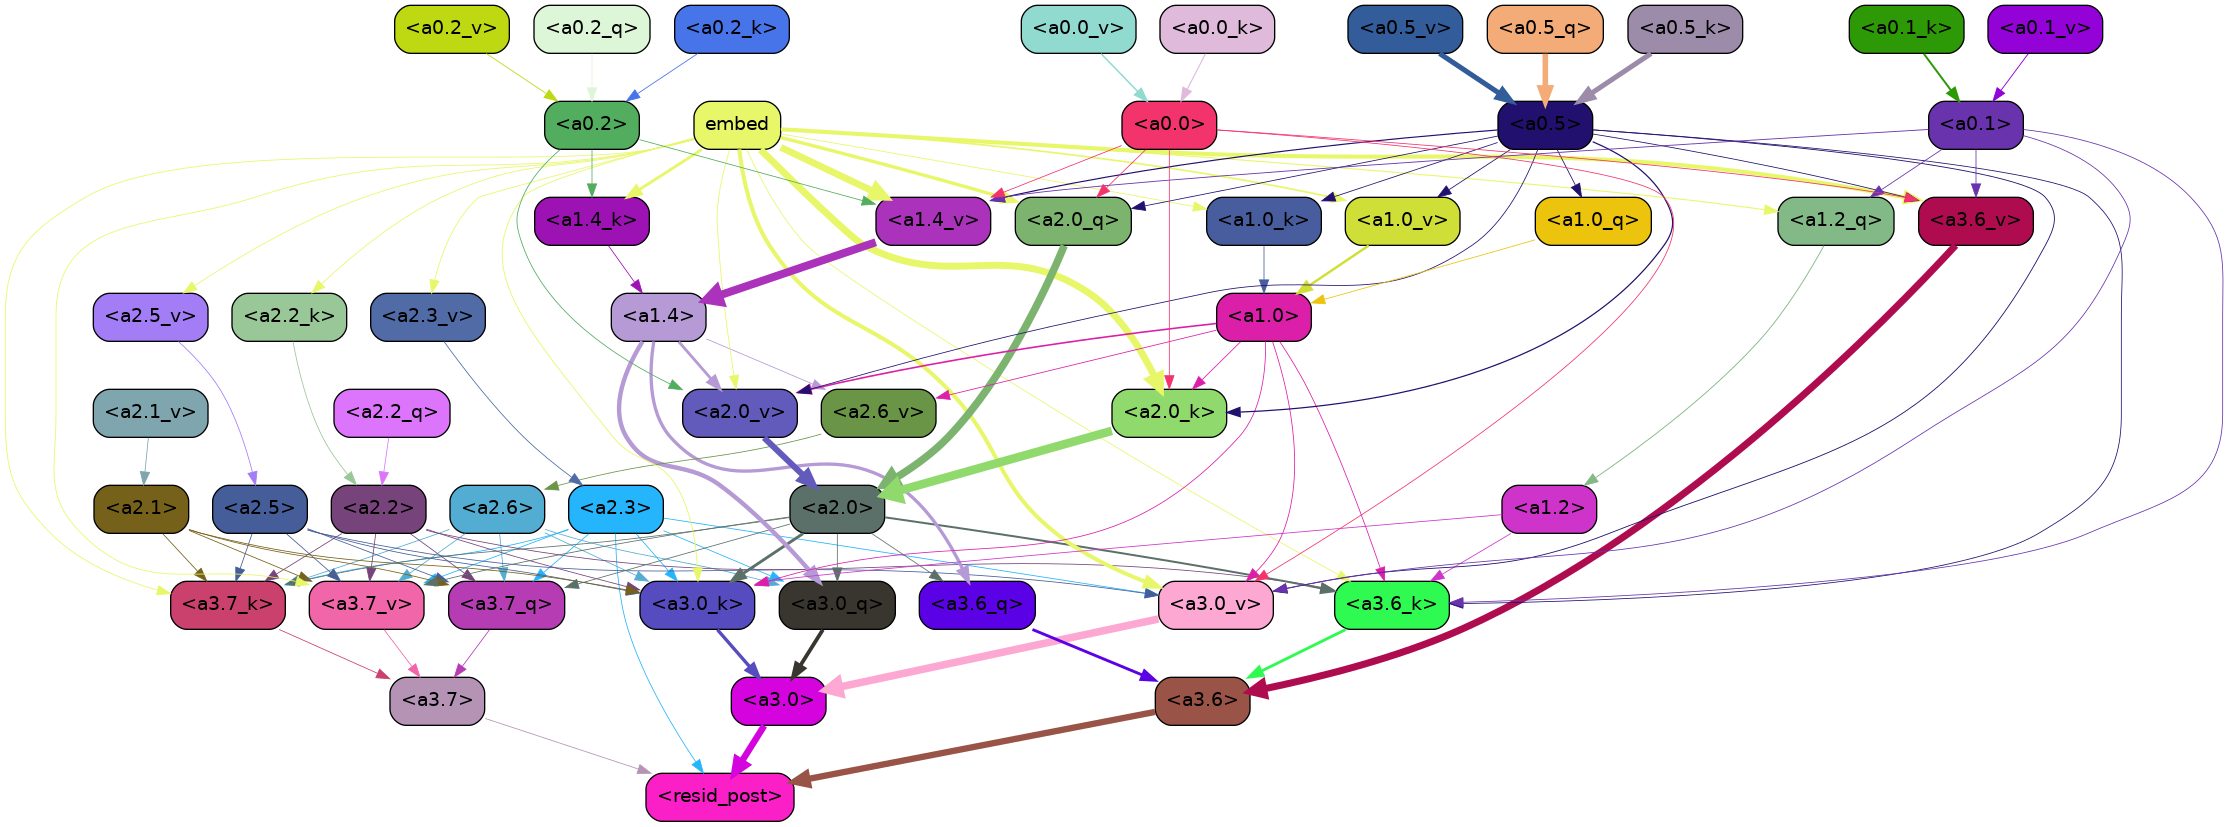 <a0.2_v>
<a0.2_q>
<a0.2_k>
<a0.0_v>
<a0.0_k>
<a0.5_v>
<a0.5_q>
<a0.5_k>
<a0.1_k>
<a0.1_v>
<a0.2>
embed
<a0.0>
<a0.5>
<a0.1>
<a1.4_k>
<a1.4_v>
<a2.0_q>
<a1.0_k>
<a1.0_v>
<a1.0_q>
<a1.2_q>
<a3.6_v>
<a2.5_v>
<a2.2_k>
<a2.3_v>
<a1.4>
<a1.0>
<a2.1_v>
<a2.2_q>
<a2.0_v>
<a2.6_v>
<a2.0_k>
<a2.1>
<a2.5>
<a2.2>
<a2.6>
<a2.3>
<a2.0>
<a1.2>
<a3.7_k>
<a3.7_v>
<a3.7_q>
<a3.0_k>
<a3.0_q>
<a3.6_q>
<a3.0_v>
<a3.6_k>
<a3.7>
<a3.0>
<a3.6>
<resid_post>